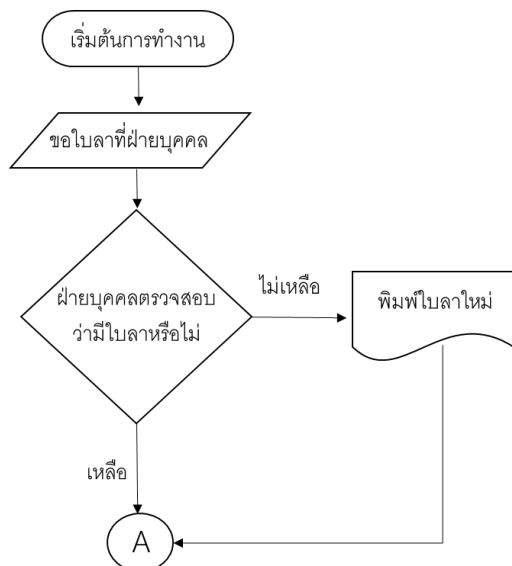 เริ่มต้นการทำงาน
ขอใบลาที่ฝ่ายบุคคล
ฝ่ายบุคคลตรวจสอบ
ว่ามีใบลาหรือไม่
ไม่เหลือ
พิมพ์ใบลาใหม่
เหลือ
A